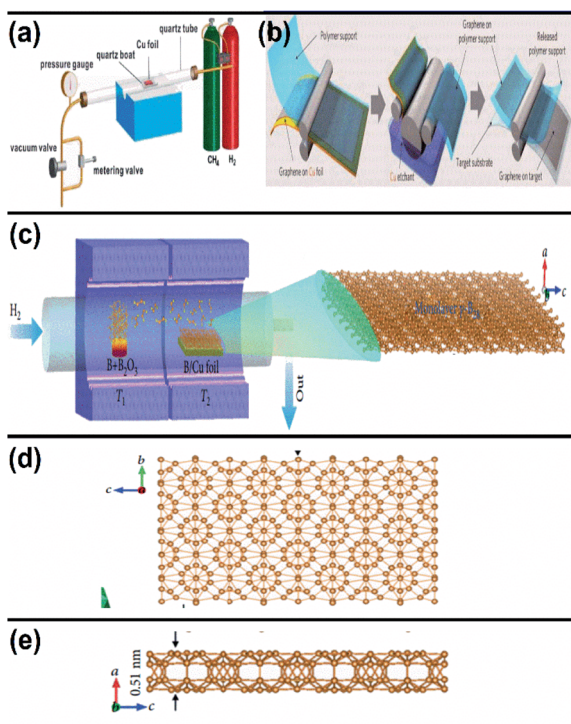 (a)
quartz tube
Cu foil
quartz boat
pressure gauge
vacuum valve
metering valve
CH4
H2
(b)
Polymer support
Graphene on Cu foil
Graphene on
polymer support
Cu etchant
Released
polymer support
Target substrate
Graphene on target
(c)
H2
B+B2O3
B/Cu foil
T1
T2
Out
a
b
c
(d)
b
c
a
(e)
0.51 nm
a
b
c